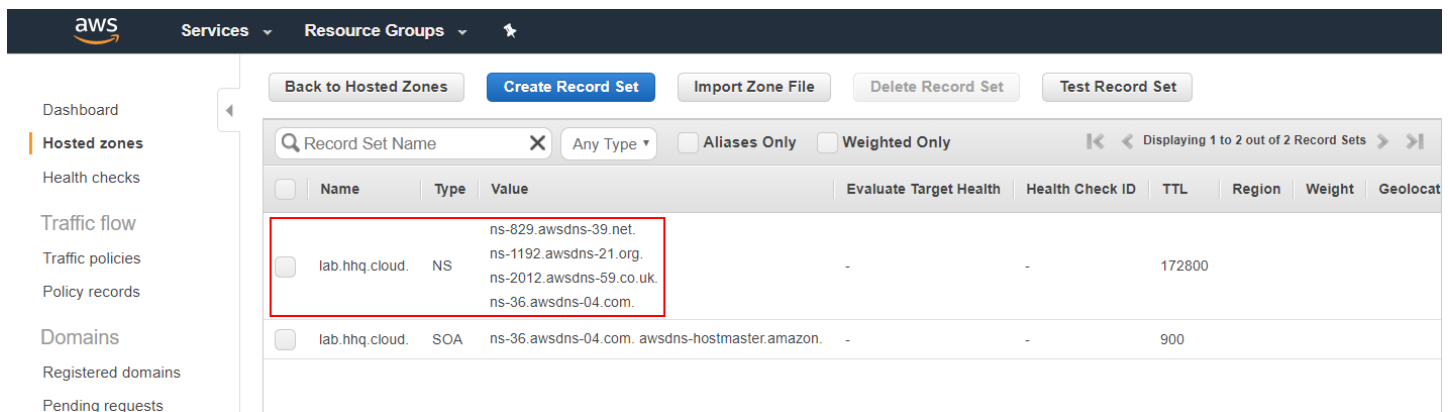 aws Services Resource Groups
Back to Hosted Zones Create Record Set Import Zone File Delete Record Set Test Record Set
Dashboard
Hosted zones
Health checks
Traffic flow
Traffic policies
Policy records
Domains
Registered domains
Pending requests
Record Set Name Any Type Aliases Only Weighted Only Displaying 1 to 2 out of 2 Record Sets
Name Type Value Evaluate Target Health Health Check ID TTL Region Weight Geolocat
ns-829.awsdns-39.net.
ns-1192.awsdns-21.org.
lab.hhq.cloud. NS - - 172800
ns-2012.awsdns-59.co.uk.
ns-36.awsdns-04.com.
lab.hhq.cloud. SOA ns-36.awsdns-04.com. awsdns-hostmaster.amazon. - - 900